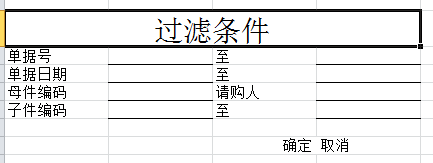 过滤条件
单据号 至
单据日期 至
母件编码 请购人
子件编码 至
确定 取消